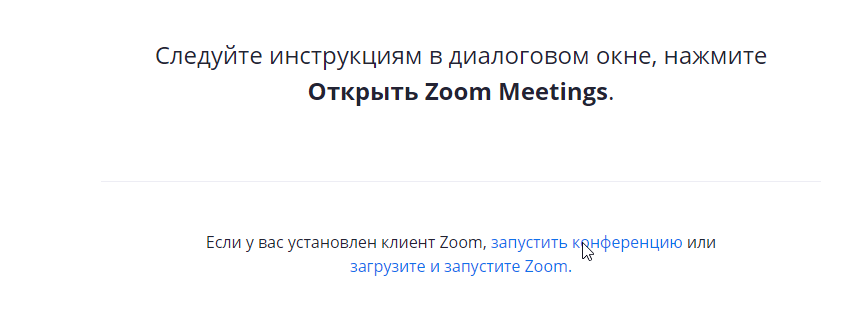 Следуйте инструкциям в диалоговом окне, нажмите
Открыть Zoom Meetings.
Если у вас установлен клиент Zoom, запустить конференцию или
загрузите и запустите Zoom.